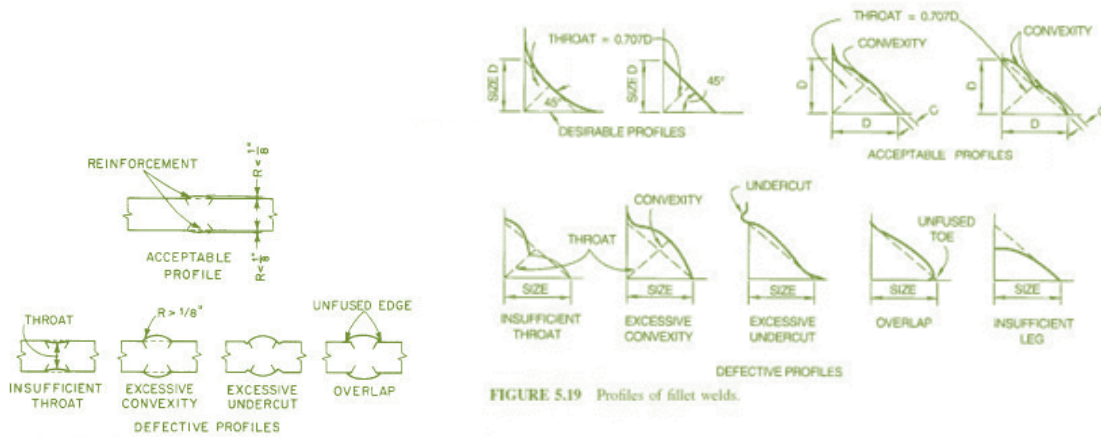 REINFORCEMENT
R < 1/8"
R < 1/8"
ACCEPTABLE
PROFILE
THROAT
R > 1/8"
UNFUSED EDGE
INSUFFICIENT
THROAT
EXCESSIVE
CONVEXITY
EXCESSIVE
UNDERCUT
OVERLAP
DEFECTIVE PROFILES
THROAT = 0.707D
SIZE D
45°
SIZE D
45°
DESIRABLE PROFILES
THROAT = 0.707D
CONVEXITY
CONVEXITY
D
D
C
D
D
C
ACCEPTABLE PROFILES
UNDERCUT
CONVEXITY
THROAT
UNFUSED
TOE
SIZE
SIZE
SIZE
SIZE
SIZE
INSUFFICIENT
THROAT
EXCESSIVE
CONVEXITY
EXCESSIVE
UNDERCUT
OVERLAP
INSUFFICIENT
LEG
DEFECTIVE PROFILES
FIGURE 5.19 Profiles of fillet welds.